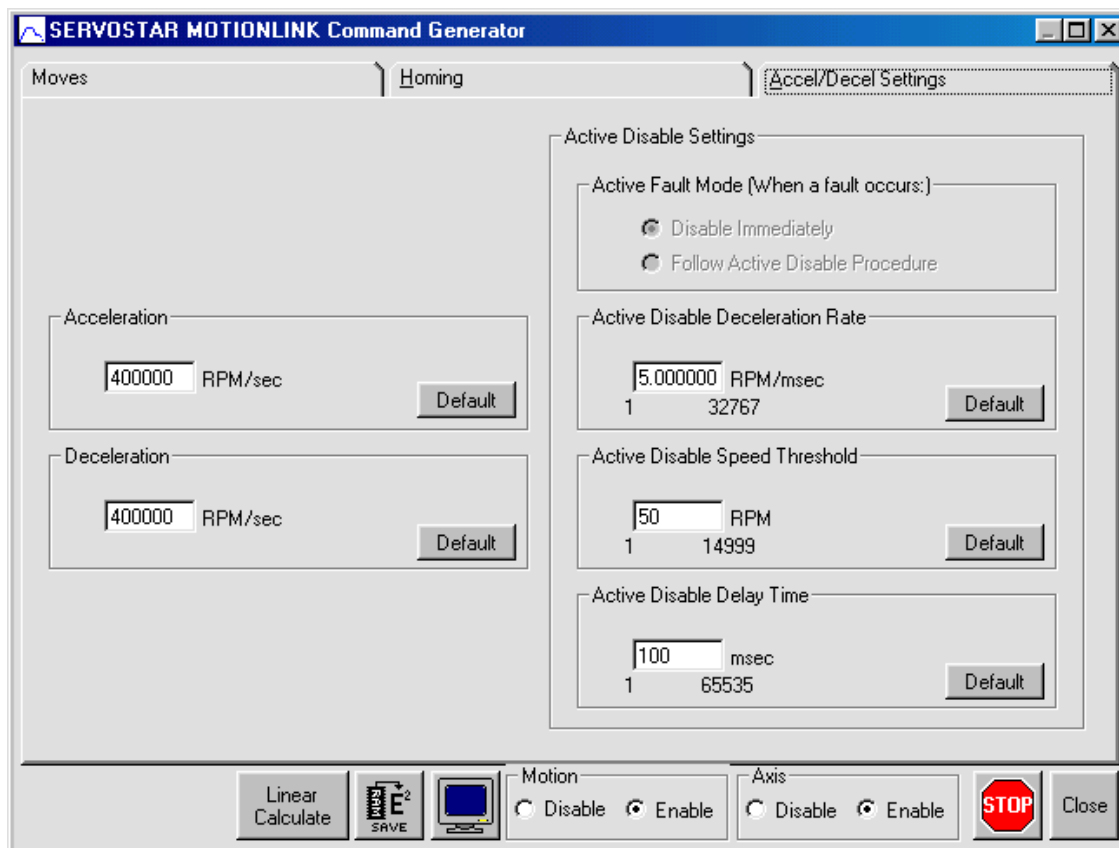 SERVOSTAR MOTIONLINK Command Generator
Moves
Homing
Accel/Decel Settings
Active Disable Settings
Active Fault Mode (When a fault occurs:)
Disable Immediately
Follow Active Disable Procedure
Acceleration
400000 RPM/sec
Default
Deceleration
400000 RPM/sec
Default
Active Disable Deceleration Rate
5.000000 RPM/msec
1 32767
Default
Active Disable Speed Threshold
50 RPM
1 14999
Default
Active Disable Delay Time
100 msec
1 65535
Default
Linear
Calculate
E²
SAVE
Motion
Disable Enable
Axis
Disable Enable
STOP
Close